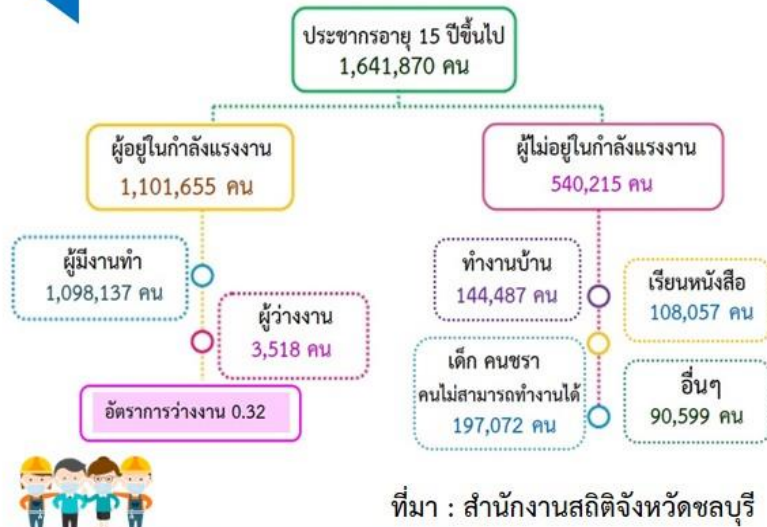 ประชากรอายุ 15 ปีขึ้นไป
1,641,870 คน
ผู้อยู่ในกำลังแรงงาน
1,101,655 คน
ผู้ไม่อยู่ในกำลังแรงงาน
540,215 คน
ผู้มีงานทำ
1,098,137 คน
ผู้ว่างงาน
3,518 คน
อัตราการว่างงาน 0.32
ทำงานบ้าน
144,487 คน
เรียนหนังสือ
108,057 คน
เด็ก คนชรา
คนไม่สามารถทำงานได้
197,072 คน
อื่นๆ
90,599 คน
ที่มา : สำนักงานสถิติจังหวัดชลบุรี